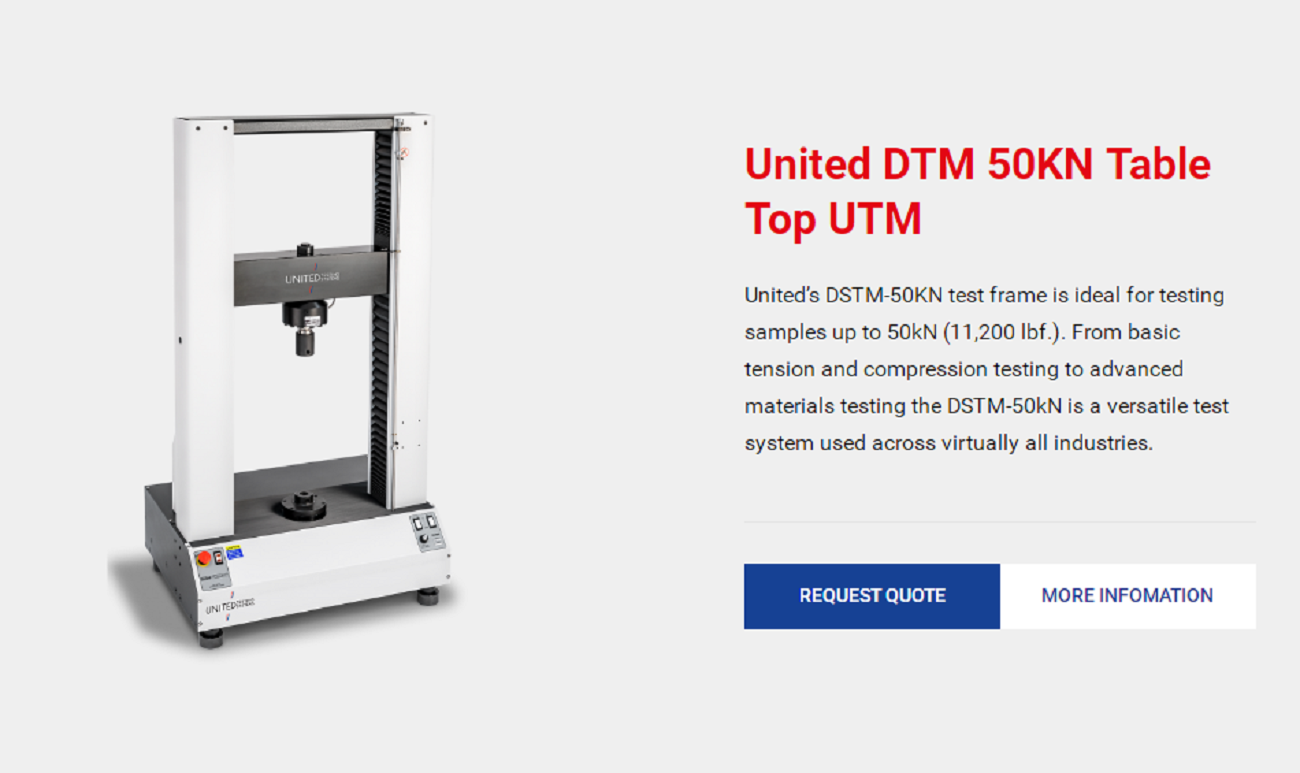 UNITED
UNITED
United DTM 50KN Table
Top UTM
United’s DSTM-50KN test frame is ideal for testing
samples up to 50kN (11,200 lbf.). From basic
tension and compression testing to advanced
materials testing the DSTM-50kN is a versatile test
system used across virtually all industries.
REQUEST QUOTE
MORE INFOMATION